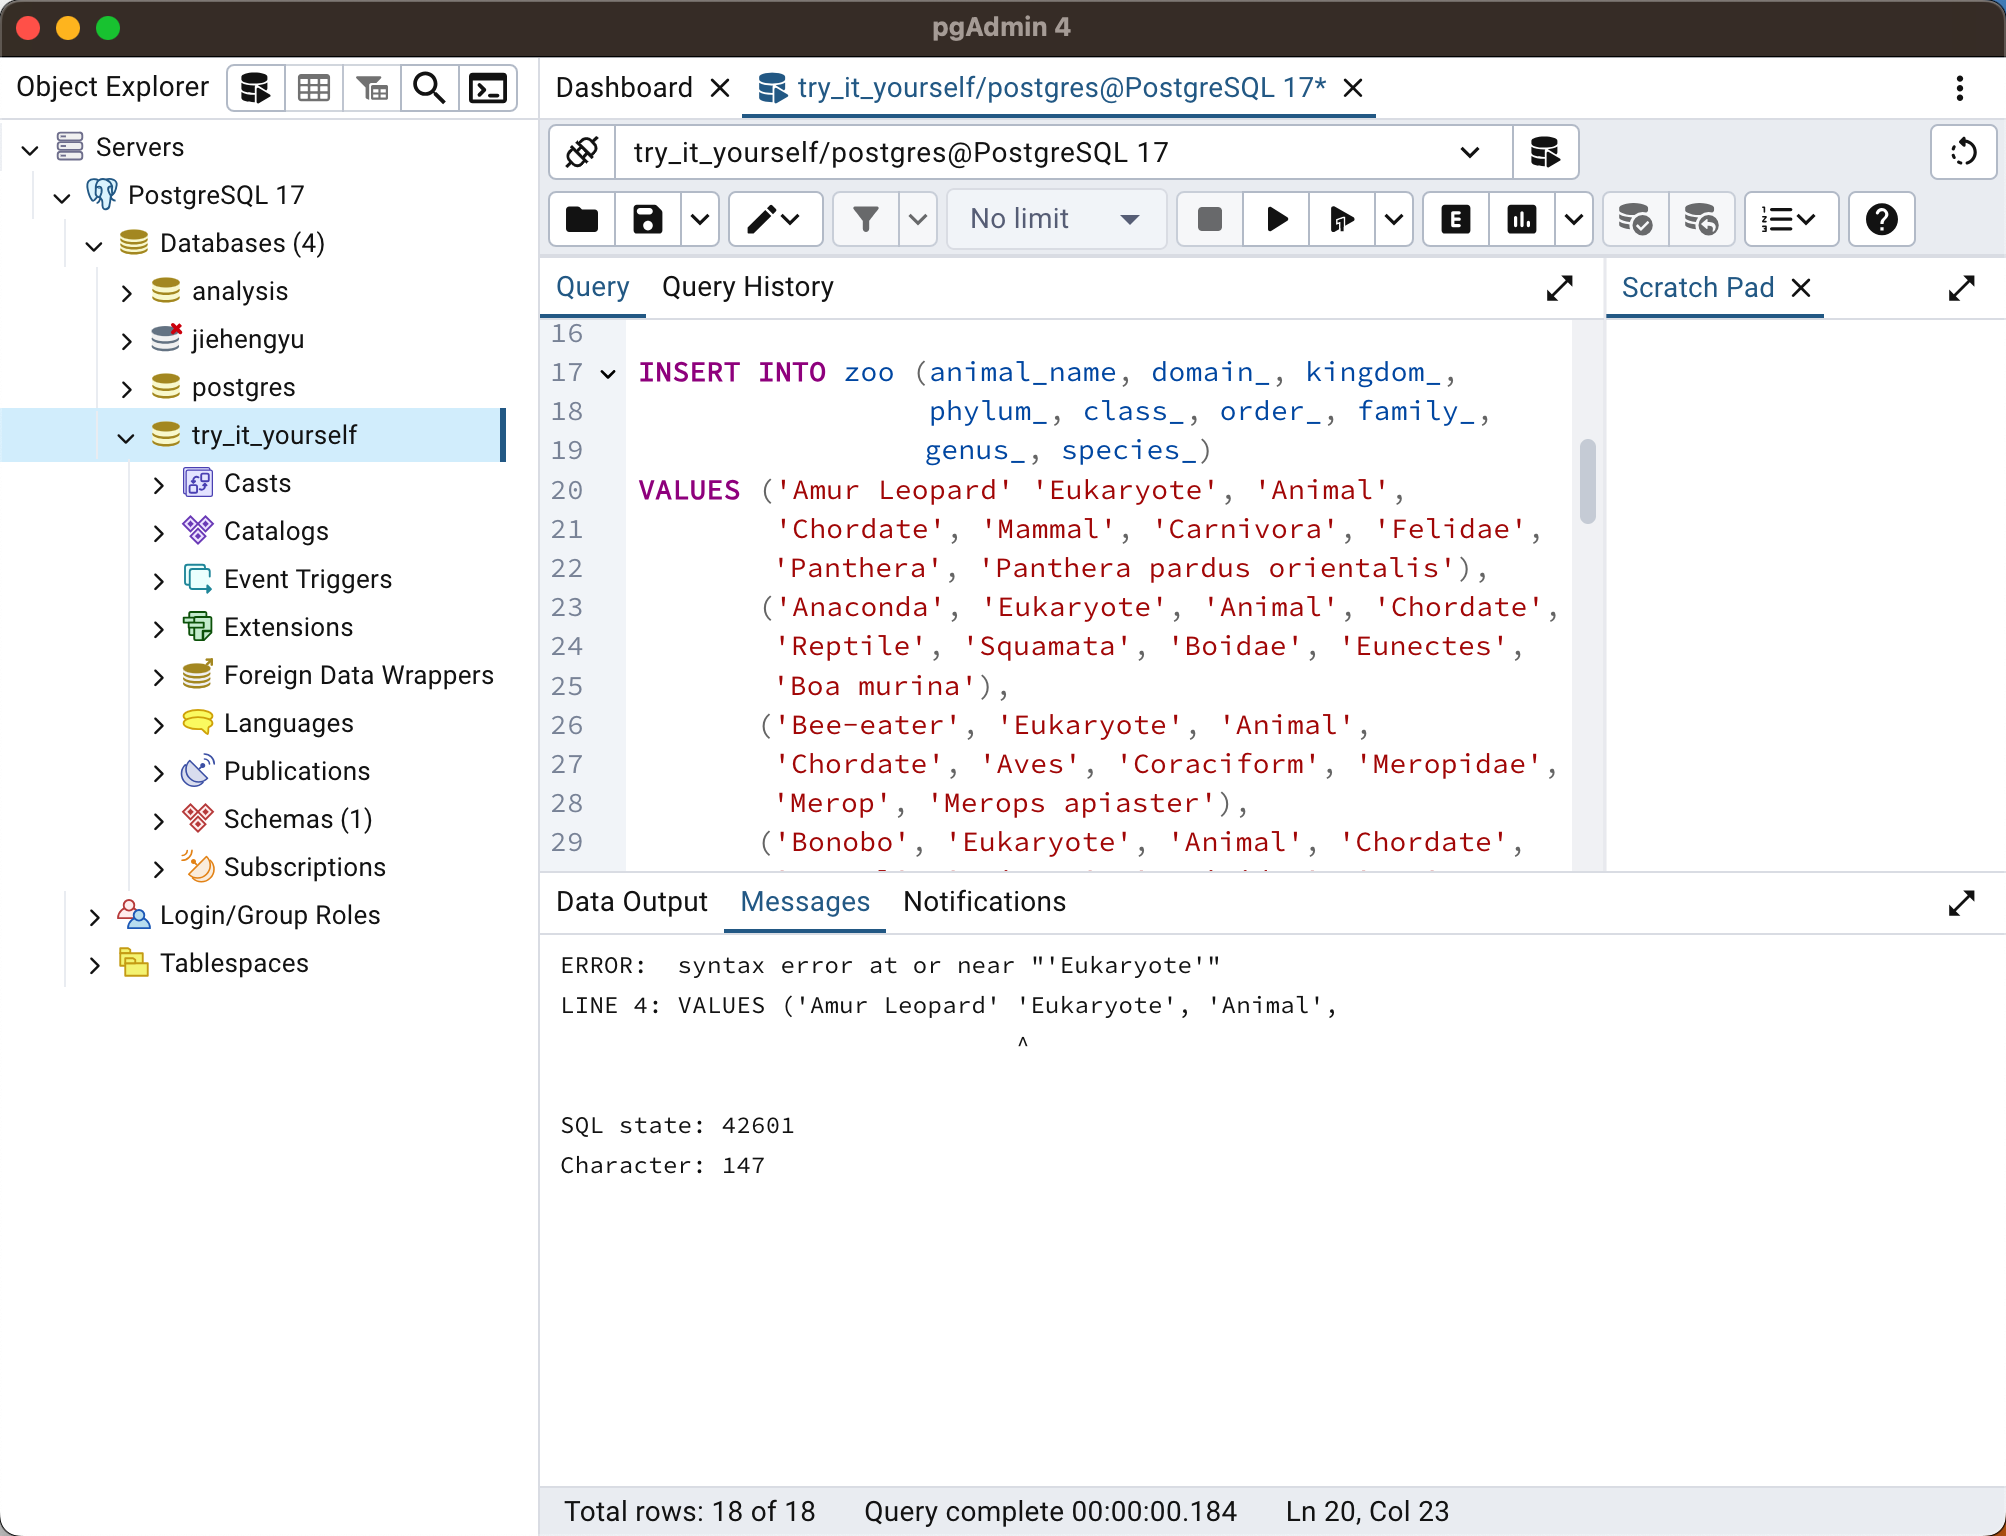 pgAdmin 4
Object Explorer
Servers
PostgreSQL 17
Databases (4)
analysis
jiehengyu
postgres
try_it_yourself
Casts
Catalogs
Event Triggers
Extensions
Foreign Data Wrappers
Languages
Publications
Schemas (1)
Subscriptions
Login/Group Roles
Tablespaces
Dashboard
try_it_yourself/postgres@PostgreSQL 17*
try_it_yourself/postgres@PostgreSQL 17
No limit
E
Query Query History
Scratch Pad
16
17 INSERT INTO zoo (animal_name, domain_, kingdom_,
18 phylum_, class_, order_, family_,
19 genus_, species_)
20 VALUES ('Amur Leopard' 'Eukaryote', 'Animal',
21 'Chordate', 'Mammal', 'Carnivora', 'Felidae',
22 'Panthera', 'Panthera pardus orientalis'),
23 ('Anaconda', 'Eukaryote', 'Animal', 'Chordate',
24 'Reptile', 'Squamata', 'Boidae', 'Eunectes',
25 'Boa murina'),
26 ('Bee-eater', 'Eukaryote', 'Animal',
27 'Chordate', 'Aves', 'Coraciform', 'Meropidae',
28 'Merop', 'Merops apiaster'),
29 ('Bonobo', 'Eukaryote', 'Animal', 'Chordate',
Data Output Messages Notifications
ERROR:  syntax error at or near "'Eukaryote'"
LINE 4: VALUES ('Amur Leopard' 'Eukaryote', 'Animal',
^
SQL state: 42601
Character: 147
Total rows: 18 of 18 Query complete 00:00:00.184 Ln 20, Col 23